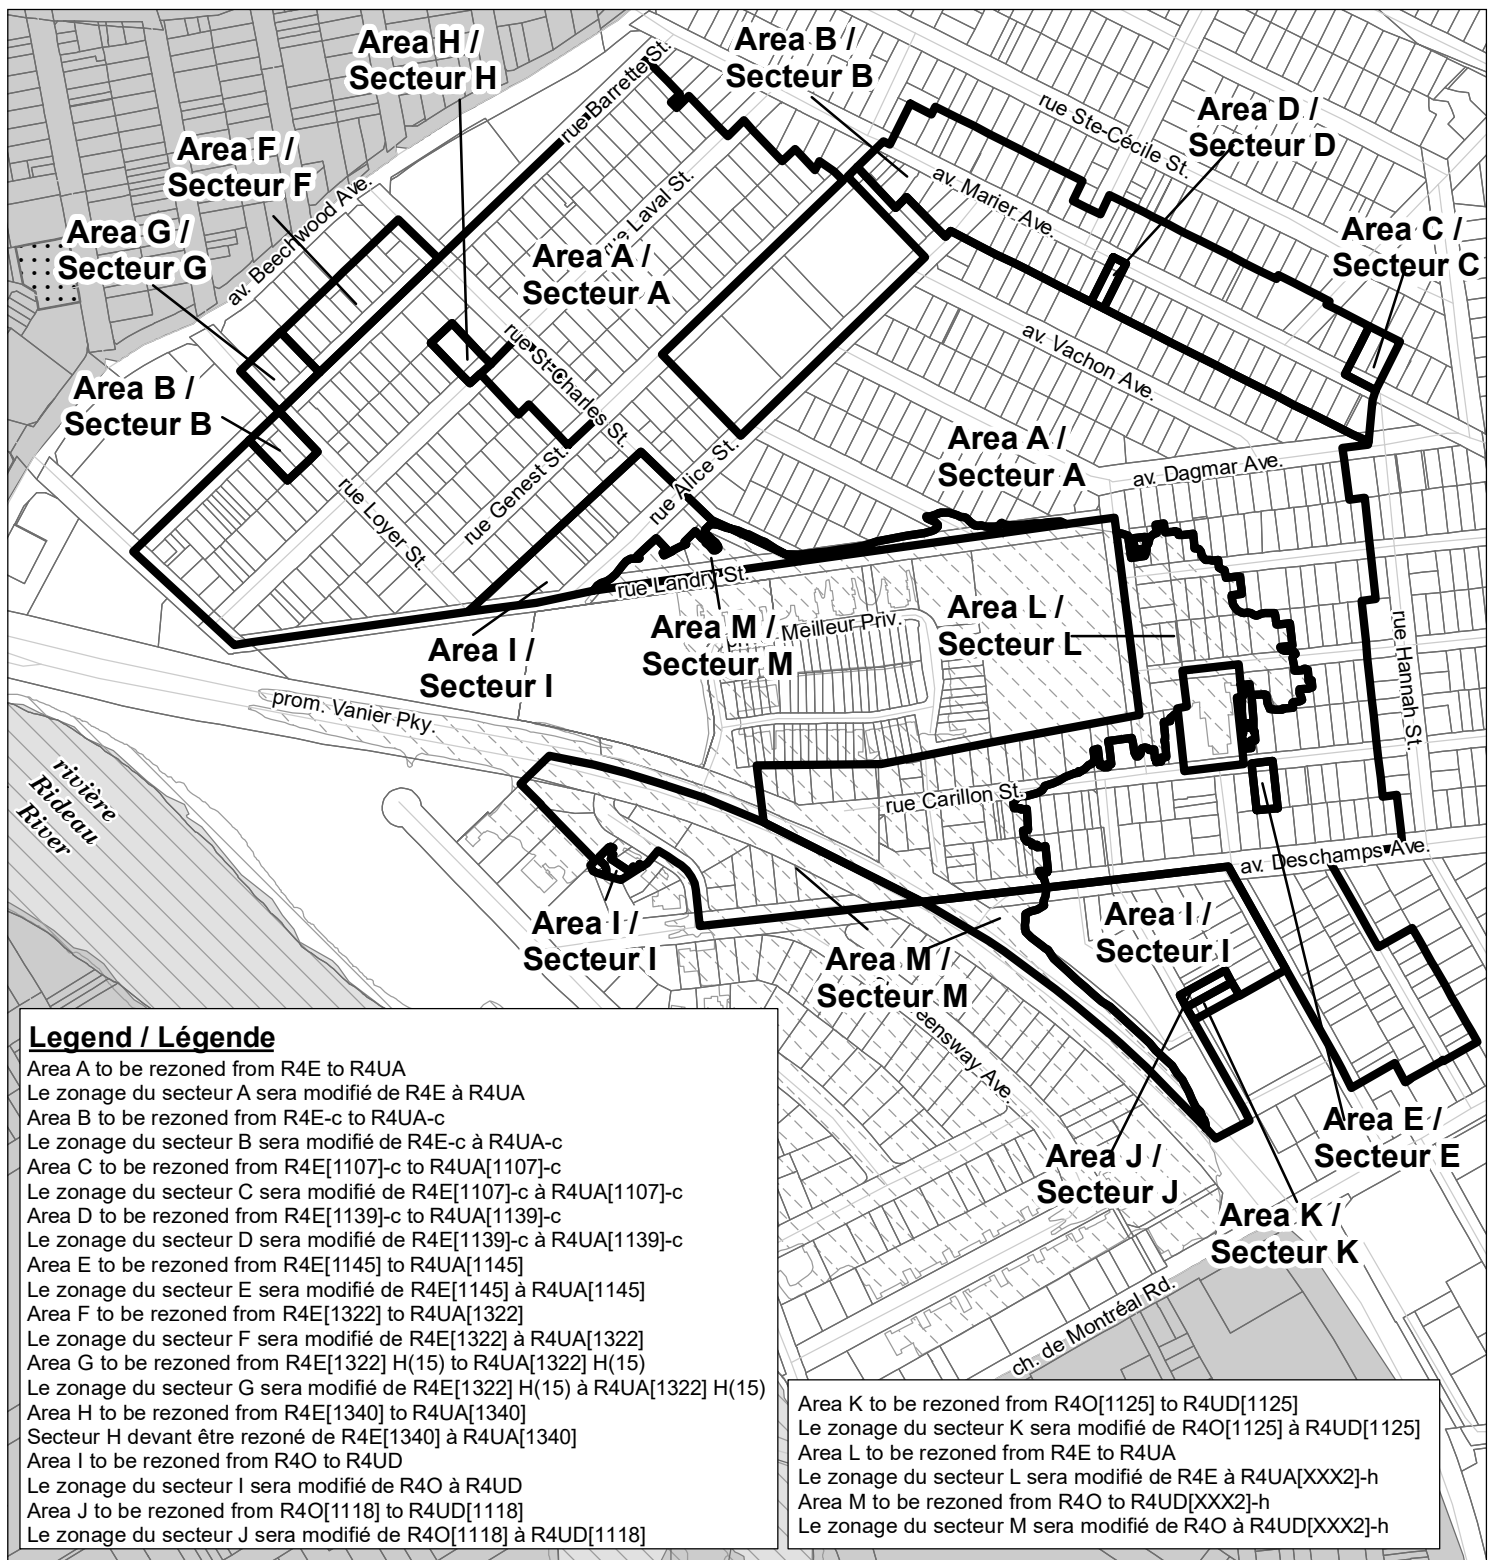 Area H /
Secteur H
Area B /
Secteur B
rue Barrette St.
rue Ste-Cécile St.
Area D /
Secteur D
Area F /
Secteur F
av. Beechwood Ave.
rue Laval St.
av. Marier Ave.
Area G /
Secteur G
Area A /
Secteur A
Area C /
Secteur C
rue St-Charles St.
av. Vachon Ave.
Area B /
Secteur B
Area A /
Secteur A
av. Dagmar Ave.
rue Loyer St.
rue Genest St.
rue Alice St.
rue Landry St.
Area I /
Secteur I
Area M /
Secteur M
Meilleur Priv.
Area L /
Secteur L
rue Hannah St.
prom. Vanier Pky.
rivière
Rideau
River
rue Carillon St.
av. Deschamps Ave.
Area I /
Secteur I
Area M /
Secteur M
Area I /
Secteur I
eensway Ave.
Area J /
Secteur J
Area E /
Secteur E
Area K /
Secteur K
ch. de Montréal Rd.
Legend / Légende
Area A to be rezoned from R4E to R4UA
Le zonage du secteur A sera modifié de R4E à R4UA
Area B to be rezoned from R4E-c to R4UA-c
Le zonage du secteur B sera modifié de R4E-c à R4UA-c
Area C to be rezoned from R4E[1107]-c to R4UA[1107]-c
Le zonage du secteur C sera modifié de R4E[1107]-c à R4UA[1107]-c
Area D to be rezoned from R4E[1139]-c to R4UA[1139]-c
Le zonage du secteur D sera modifié de R4E[1139]-c à R4UA[1139]-c
Area E to be rezoned from R4E[1145] to R4UA[1145]
Le zonage du secteur E sera modifié de R4E[1145] à R4UA[1145]
Area F to be rezoned from R4E[1322] to R4UA[1322]
Le zonage du secteur F sera modifié de R4E[1322] à R4UA[1322]
Area G to be rezoned from R4E[1322] H(15) to R4UA[1322] H(15)
Le zonage du secteur G sera modifié de R4E[1322] H(15) à R4UA[1322] H(15)
Area H to be rezoned from R4E[1340] to R4UA[1340]
Secteur H devant être rezoné de R4E[1340] à R4UA[1340]
Area I to be rezoned from R4O to R4UD
Le zonage du secteur I sera modifié de R4O à R4UD
Area J to be rezoned from R4O[1118] to R4UD[1118]
Le zonage du secteur J sera modifié de R4O[1118] à R4UD[1118]
Area K to be rezoned from R4O[1125] to R4UD[1125]
Le zonage du secteur K sera modifié de R4O[1125] à R4UD[1125]
Area L to be rezoned from R4E to R4UA
Le zonage du secteur L sera modifié de R4E à R4UA[XXX2]-h
Area M to be rezoned from R4O to R4UD[XXX2]-h
Le zonage du secteur M sera modifié de R4O à R4UD[XXX2]-h